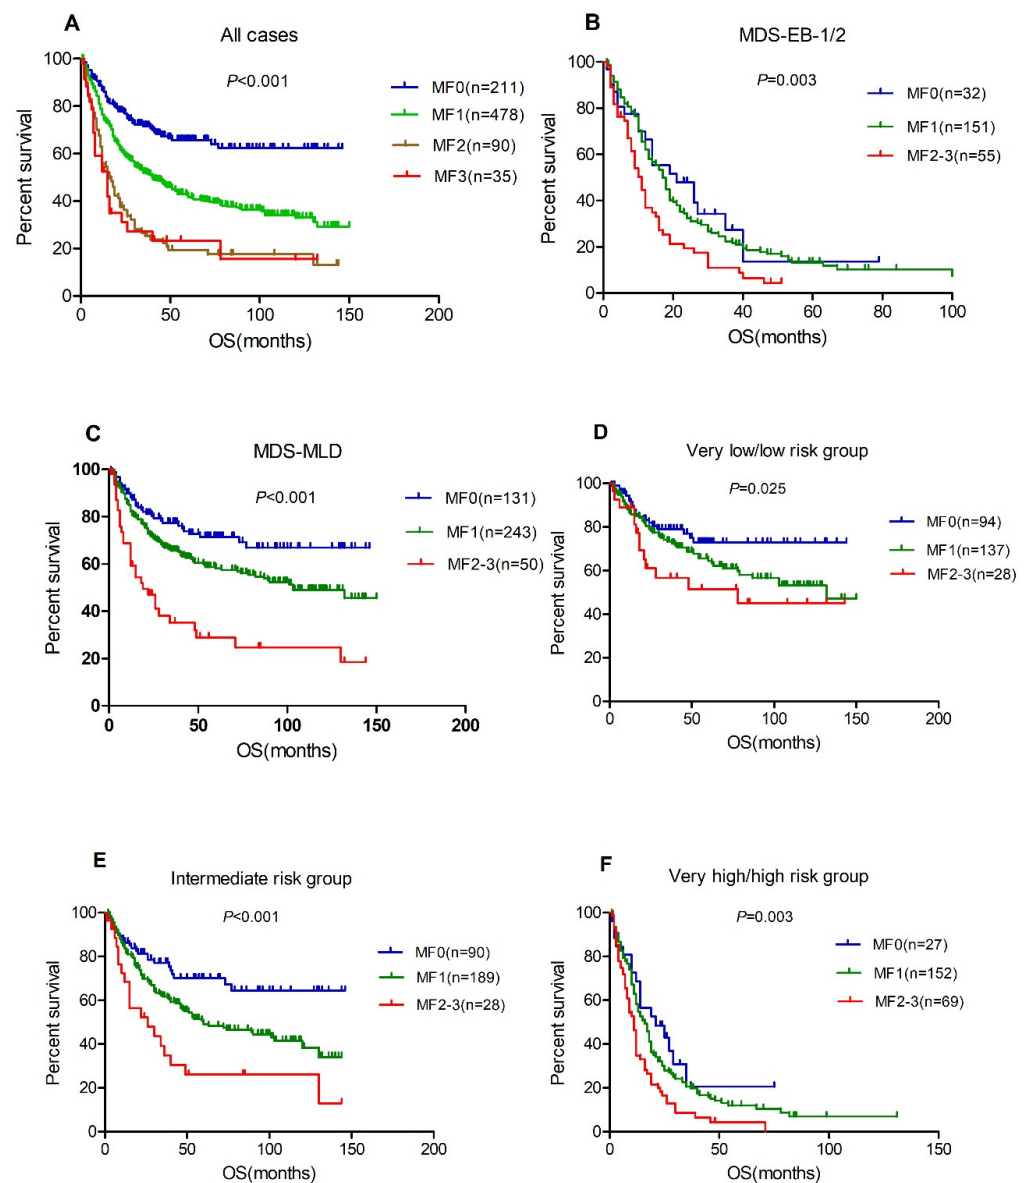 A
All cases
P<0.001
MF0(n=211)
MF1(n=478)
MF2(n=90)
MF3(n=35)
Percent survival
100
80
60
40
20
0
0 50 100 150 200
OS(months)
B
MDS-EB-1/2
P=0.003
MF0(n=32)
MF1(n=151)
MF2-3(n=55)
Percent survival
100
80
60
40
20
0
0 20 40 60 80 100
OS(months)
C
MDS-MLD
P<0.001
MF0(n=131)
MF1(n=243)
MF2-3(n=50)
Percent survival
100
80
60
40
20
0
0 50 100 150 200
OS(months)
D
Very low/low risk group
P=0.025
MF0(n=94)
MF1(n=137)
MF2-3(n=28)
Percent survival
100
80
60
40
20
0
0 50 100 150 200
OS(months)
E
Intermediate risk group
P<0.001
MF0(n=90)
MF1(n=189)
MF2-3(n=28)
Percent survival
100
80
60
40
20
0
0 50 100 150 200
OS(months)
F
Very high/high risk group
P=0.003
MF0(n=27)
MF1(n=152)
MF2-3(n=69)
Percent survival
100
80
60
40
20
0
0 50 100 150
OS(months)